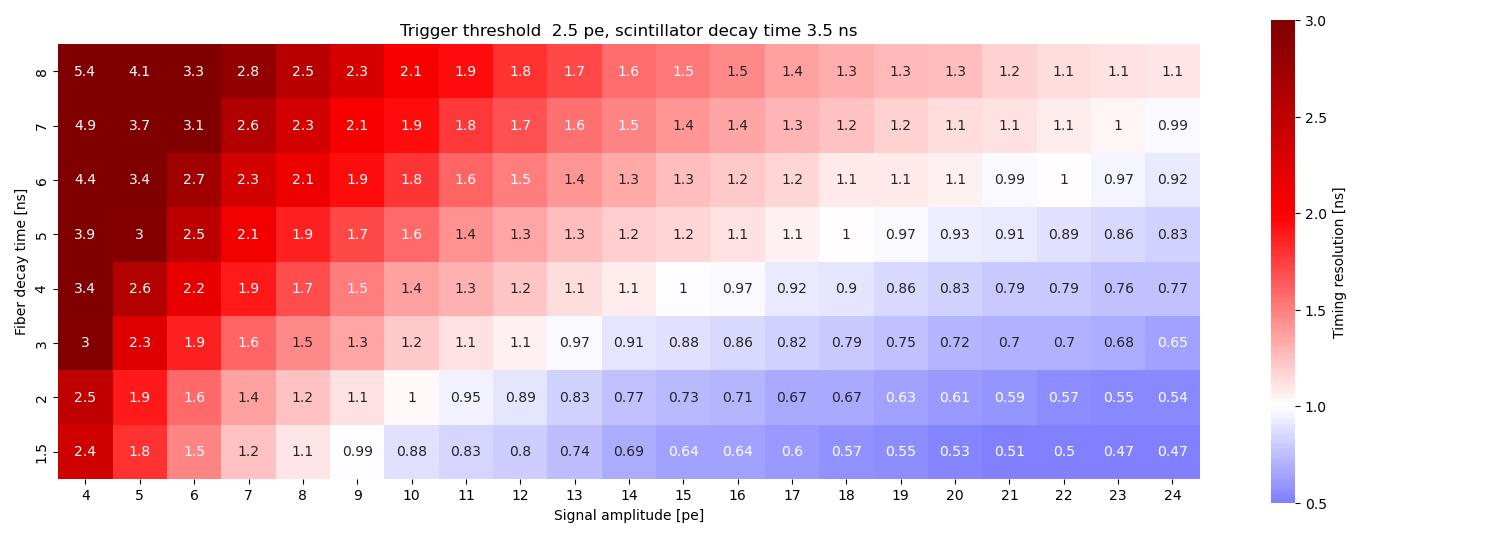 Trigger threshold  2.5 pe, scintillator decay time 3.5 ns
8 5.4 4.1 3.3 2.8 2.5 2.3 2.1 1.9 1.8 1.7 1.6 1.5 1.5 1.4 1.3 1.3 1.3 1.2 1.1 1.1 1.1
7 4.9 3.7 3.1 2.6 2.3 2.1 1.9 1.8 1.7 1.6 1.5 1.4 1.4 1.3 1.2 1.2 1.1 1.1 1.1 1 0.99
6 4.4 3.4 2.7 2.3 2.1 1.9 1.8 1.6 1.5 1.4 1.3 1.3 1.2 1.2 1.1 1.1 1.1 0.99 1 0.97 0.92
5 3.9 3 2.5 2.1 1.9 1.7 1.6 1.4 1.3 1.3 1.2 1.2 1.1 1.1 1 0.97 0.93 0.91 0.89 0.86 0.83
4 3.4 2.6 2.2 1.9 1.7 1.5 1.4 1.3 1.2 1.1 1.1 1 0.97 0.92 0.9 0.86 0.83 0.79 0.79 0.76 0.77
3 3 2.3 1.9 1.6 1.5 1.3 1.2 1.1 1.1 0.97 0.91 0.88 0.86 0.82 0.79 0.75 0.72 0.7 0.7 0.68 0.65
2 2.5 1.9 1.6 1.4 1.2 1.1 1 0.95 0.89 0.83 0.77 0.73 0.71 0.67 0.67 0.63 0.61 0.59 0.57 0.55 0.54
1.5 2.4 1.8 1.5 1.2 1.1 0.99 0.88 0.83 0.8 0.74 0.69 0.64 0.64 0.6 0.57 0.55 0.53 0.51 0.5 0.47 0.47
4 5 6 7 8 9 10 11 12 13 14 15 16 17 18 19 20 21 22 23 24
Signal amplitude [pe]
Fiber decay time [ns]
3.0
2.5
2.0
1.5
1.0
0.5
Timing resolution [ns]